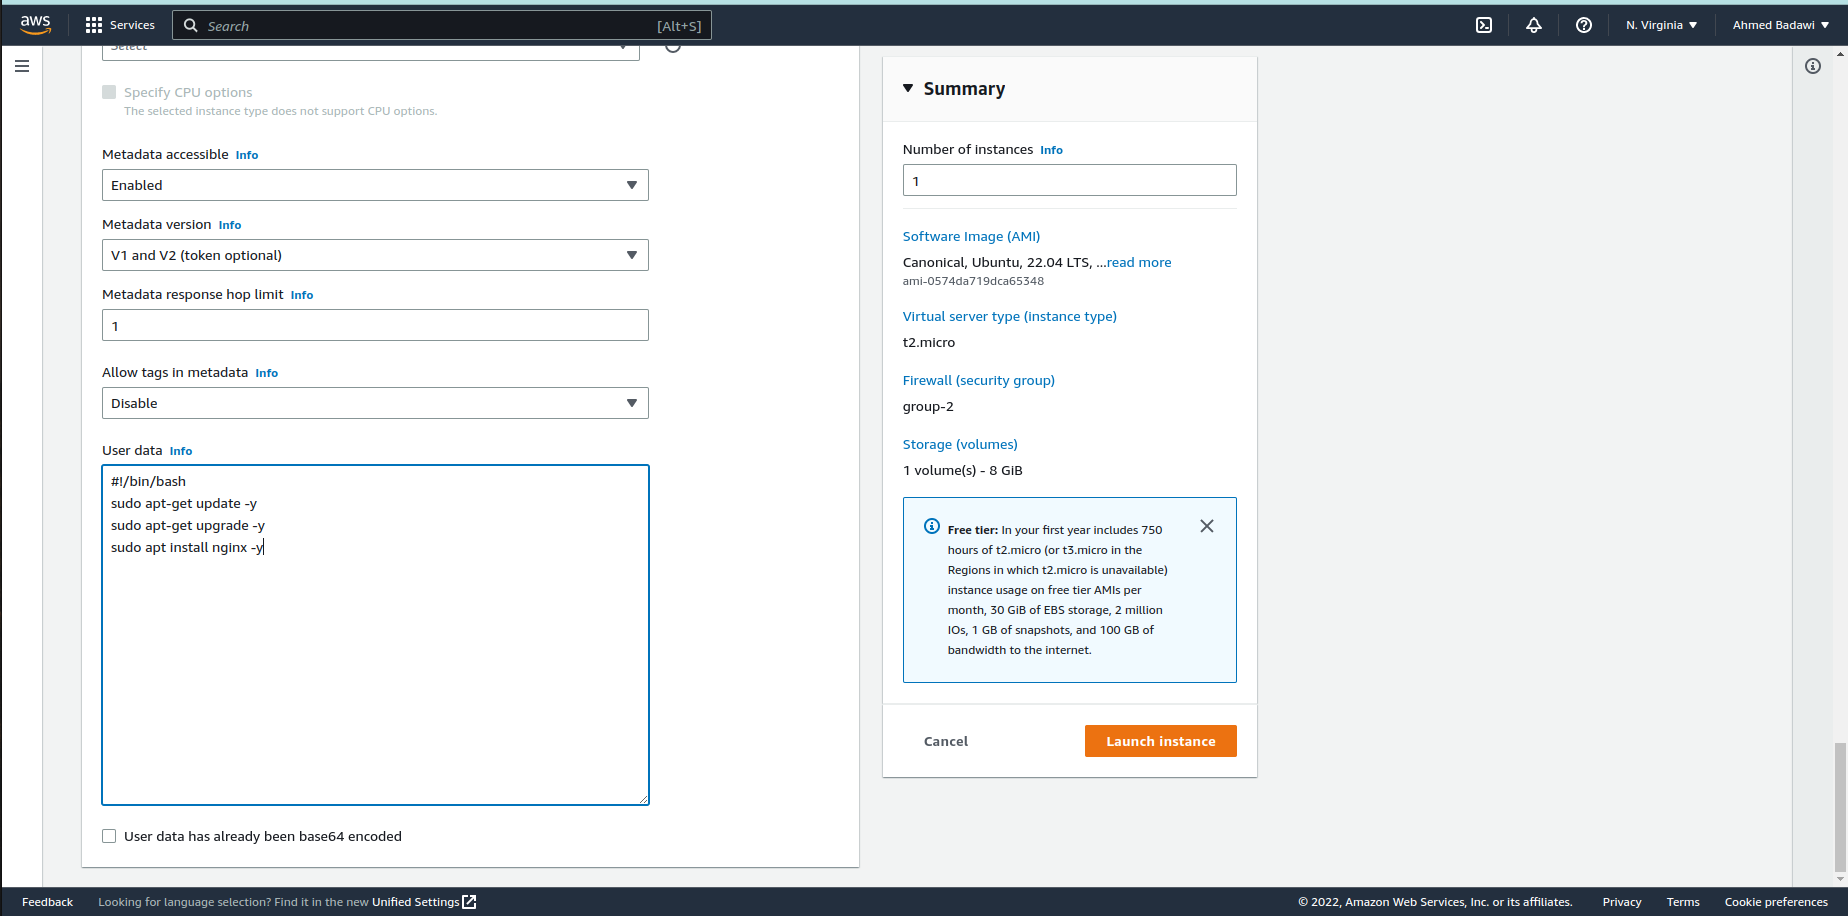 aws
Services
Search
[Alt+S]
N. Virginia
Ahmed Badawi
Select
Specify CPU options
The selected instance type does not support CPU options.
Metadata accessible Info
Enabled
Metadata version Info
V1 and V2 (token optional)
Metadata response hop limit Info
1
Allow tags in metadata Info
Disable
User data Info
#!/bin/bash
sudo apt-get update -y
sudo apt-get upgrade -y
sudo apt install nginx -y
User data has already been base64 encoded
Summary
Number of instances Info
1
Software Image (AMI)
Canonical, Ubuntu, 22.04 LTS, ...read more
ami-0574da719dca65348
Virtual server type (instance type)
t2.micro
Firewall (security group)
group-2
Storage (volumes)
1 volume(s) - 8 GiB
Free tier: In your first year includes 750
hours of t2.micro (or t3.micro in the
Regions in which t2.micro is unavailable)
instance usage on free tier AMIs per
month, 30 GiB of EBS storage, 2 million
IOs, 1 GB of snapshots, and 100 GB of
bandwidth to the internet.
Cancel
Launch instance
Feedback
Looking for language selection? Find it in the new Unified Settings
© 2022, Amazon Web Services, Inc. or its affiliates.
Privacy
Terms
Cookie preferences